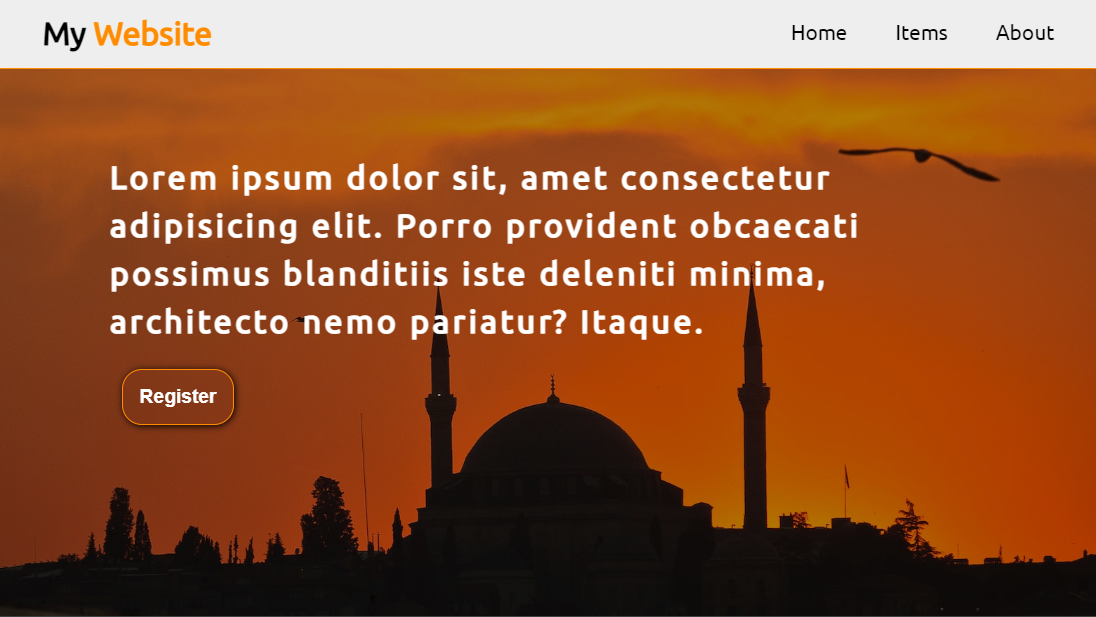 My Website
Home Items About
Lorem ipsum dolor sit, amet consectetur
adipisicing elit. Porro provident obcaecati
possimus blanditiis iste deleniti minima,
architecto nemo pariatur? Itaque.
Register